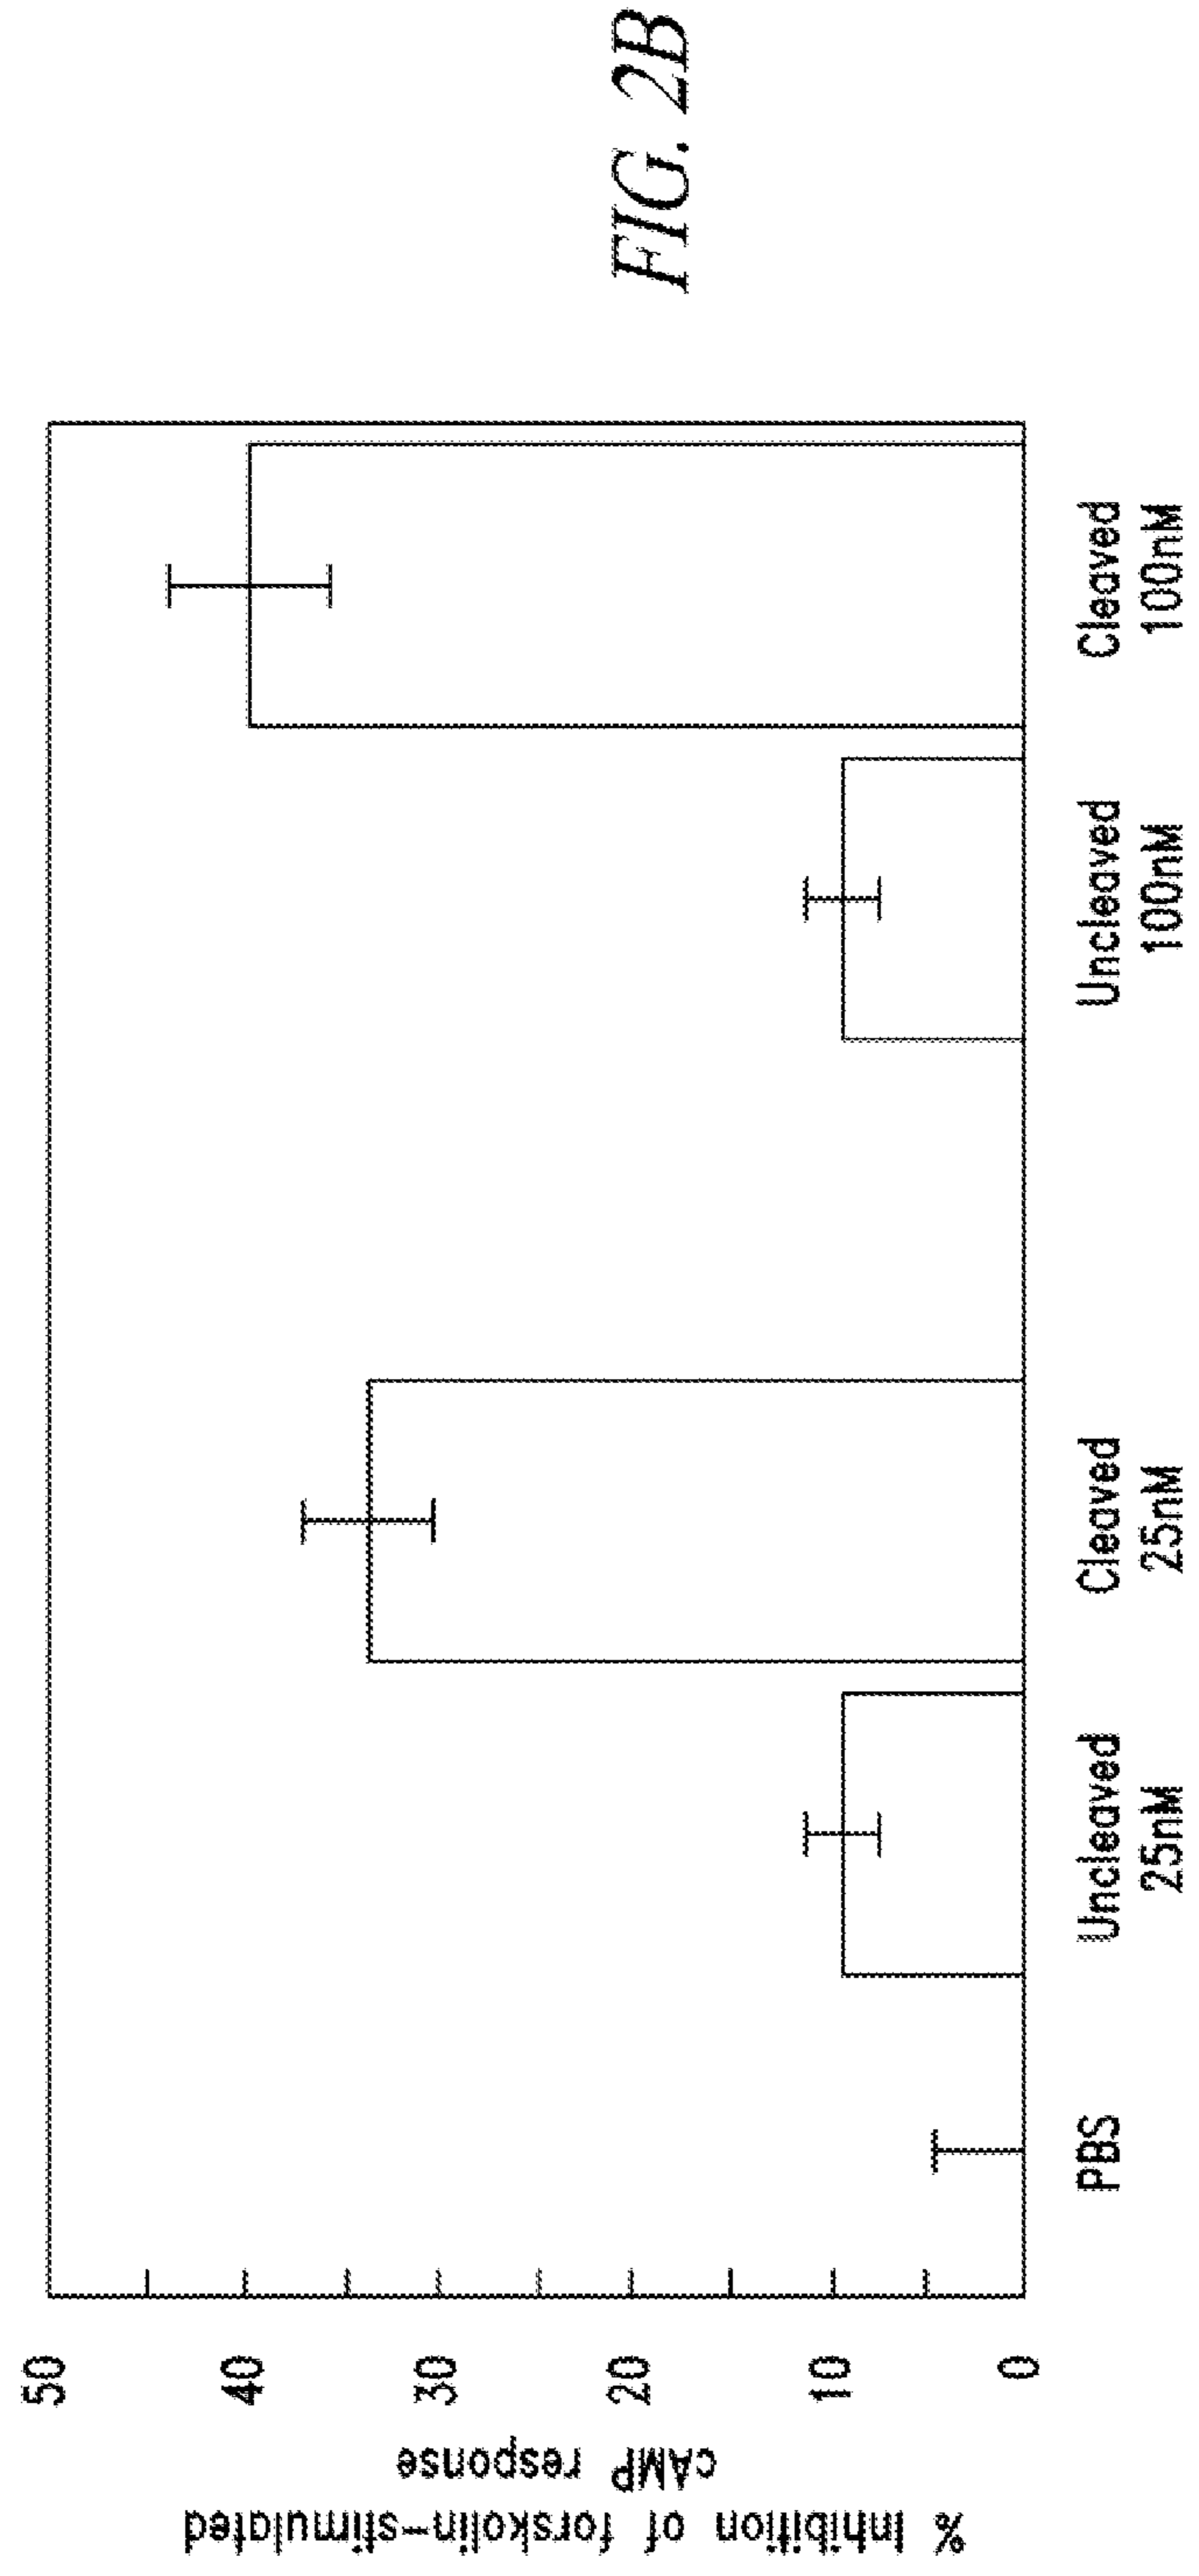 % Inhibition of forskolin-stimulated
cAMP response
50
40
30
20
10
0
PBS
Uncleaved
25nM
Cleaved
25nM
Uncleaved
100nM
Cleaved
100nM
FIG. 2B